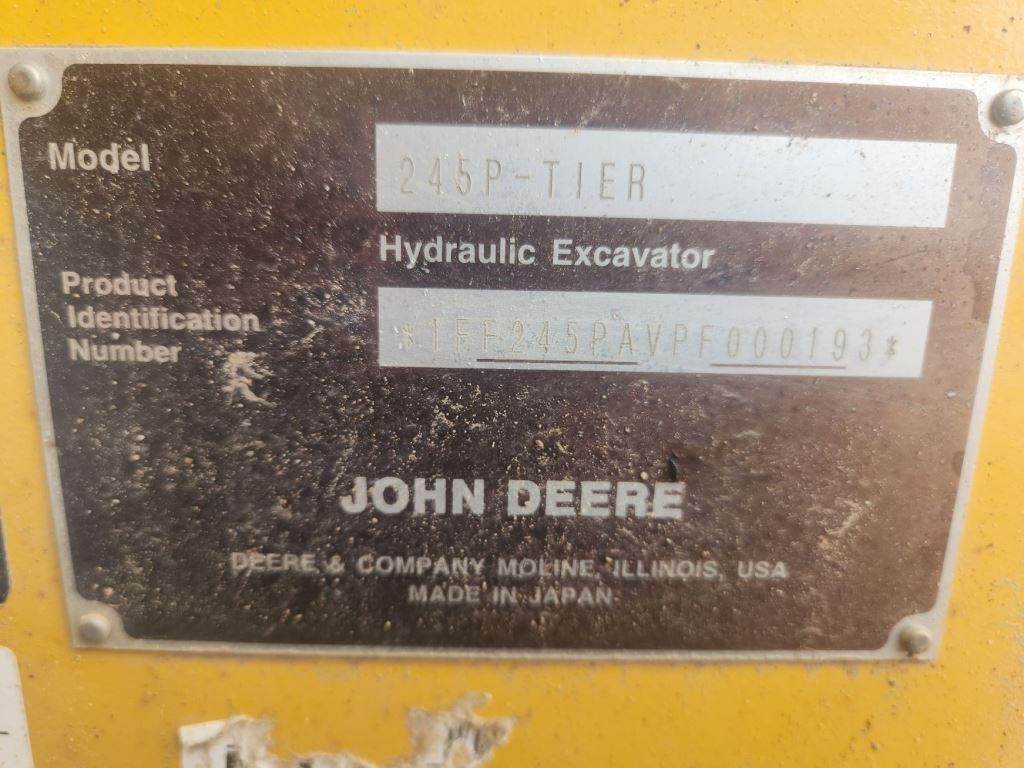 Model
245P-TIER
Hydraulic Excavator
Product
Identification
Number
*1FF245PAVPF000193*
JOHN DEERE
DEERE & COMPANY MOLINE, ILLINOIS, USA
MADE IN JAPAN